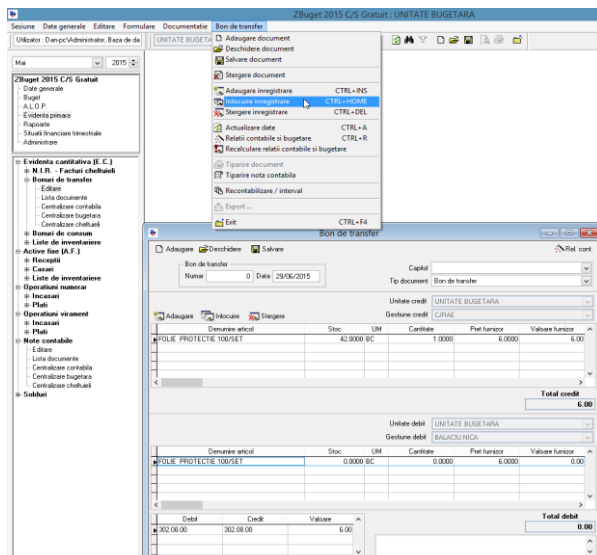 ZBuget 2015 C/S Gratuit : UNITATE BUGETARA
Sesiune Date generale Editare Formulare Documentatie Bon de transfer
Utilizator : Dan-pc\Administrator, Baza de da
UNITATE BUGETA
Mai 2015
ZBuget 2015 C/S Gratuit
Date generale
Buget
A.L.O.P.
Evidenta primara
Rapoarte
Situatii financiare trimestriale
Administrare
Evidenta cantitativa (E.C.)
N.I.R. - Facturi cheltuieli
Bonuri de transfer
Editare
Lista documente
Centralizare contabila
Centralizare bugetara
Centralizare cheltuieli
Bonuri de consum
Liste de inventariere
Active fixe (A.F.)
Receptii
Casari
Liste de inventariere
Operatiuni numerar
Incasari
Plati
Operatiuni virament
Incasari
Plati
Note contabile
Editare
Lista documente
Centralizare contabila
Centralizare bugetara
Centralizare cheltuieli
Solduri
Adaugare document
Deschidere document
Salvare document
Stergere document
Adaugare inregistrare CTRL+INS
Inlocuire inregistrare CTRL+HOME
Stergere inregistrare CTRL+DEL
Actualizare date CTRL+A
Relatii contabile si bugetare CTRL+R
Recalculare relatii contabile si bugetare
Tiparire document
Tiparire nota contabila
Recontabilizare / interval
Export ...
Exit CTRL+F4
Bon de transfer
Adaugare Deschidere Salvare Rel. cont.
Bon de transfer
Numar 0 Data 29/06/2015
Capitol
Tip document Bon de transfer
Unitate credit UNITATE BUGETARA
Gestiune credit CJRAE
Adaugare Inlocuire Stergere
Denumire articol Stoc UM Cantitate Pret furnizor Valoare furnizor
FOLIE PROTECTIE 100/SET 42.0000 BC 1.0000 6.0000 6.00
Total credit
6.00
Unitate debit UNITATE BUGETARA
Gestiune debit BALACIU NICA
Denumire articol Stoc UM Cantitate Pret furnizor Valoare furnizor
FOLIE PROTECTIE 100/SET 0.0000 BC 0.0000 6.0000 0.00
Total debit
0.00
Debit Credit Valoare
302.08.00 302.08.00 6.00